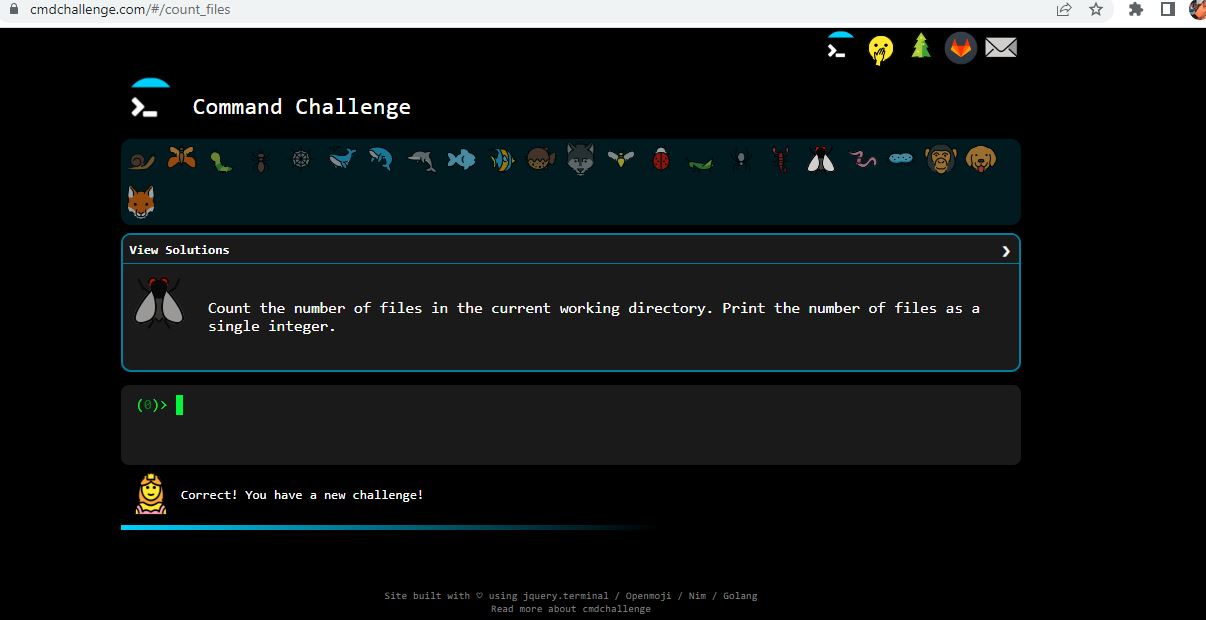 cmdchallenge.com/#/count_files
Command Challenge
View Solutions
Count the number of files in the current working directory. Print the number of files as a
single integer.
(0)>
Correct! You have a new challenge!
Site built with ♡ using jquery.terminal / Openmoji / Nim / Golang
Read more about cmdchallenge